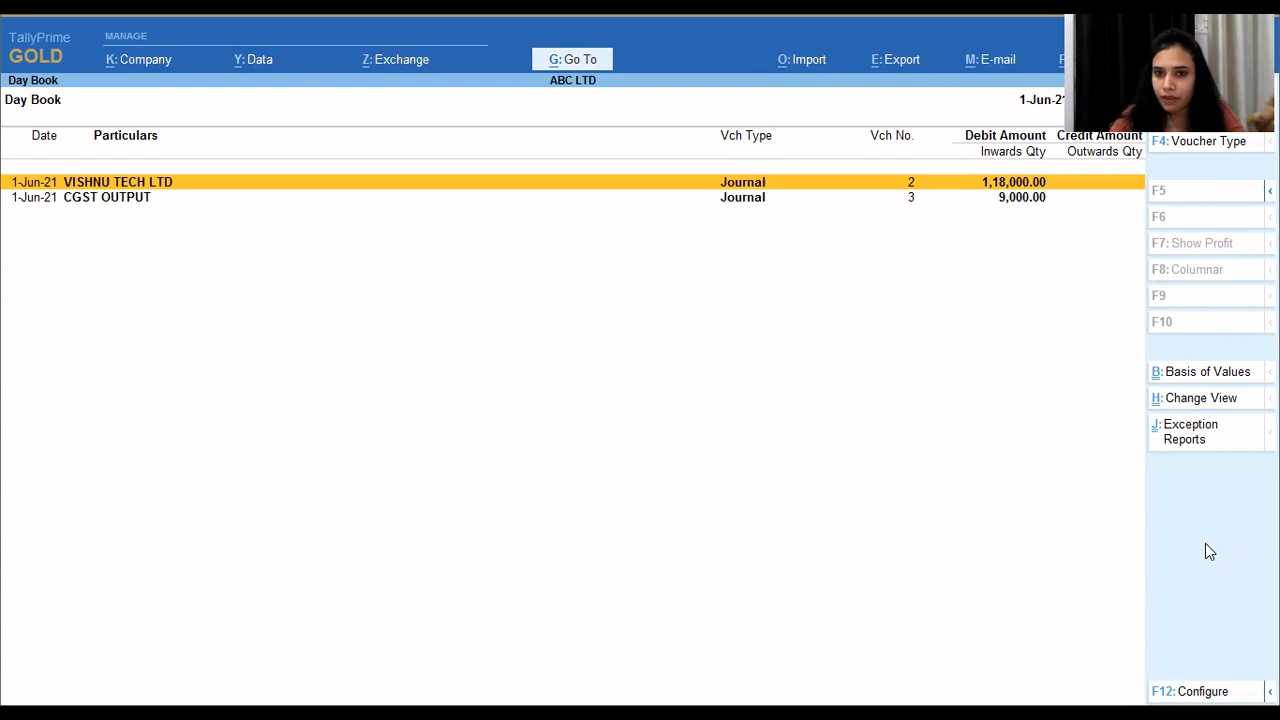 TallyPrime
GOLD
MANAGE
K: Company
Y: Data
Z: Exchange
G: Go To
O: Import
E: Export
M: E-mail
Day Book
ABC LTD
Day Book
1-Jun-21
Date Particulars Vch Type Vch No. Debit Amount Credit Amount
Inwards Qty Outwards Qty
1-Jun-21 VISHNU TECH LTD Journal 2 1,18,000.00
1-Jun-21 CGST OUTPUT Journal 3 9,000.00
F4: Voucher Type
F5
F6
F7: Show Profit
F8: Columnar
F9
F10
B: Basis of Values
H: Change View
J: Exception
Reports
F12: Configure